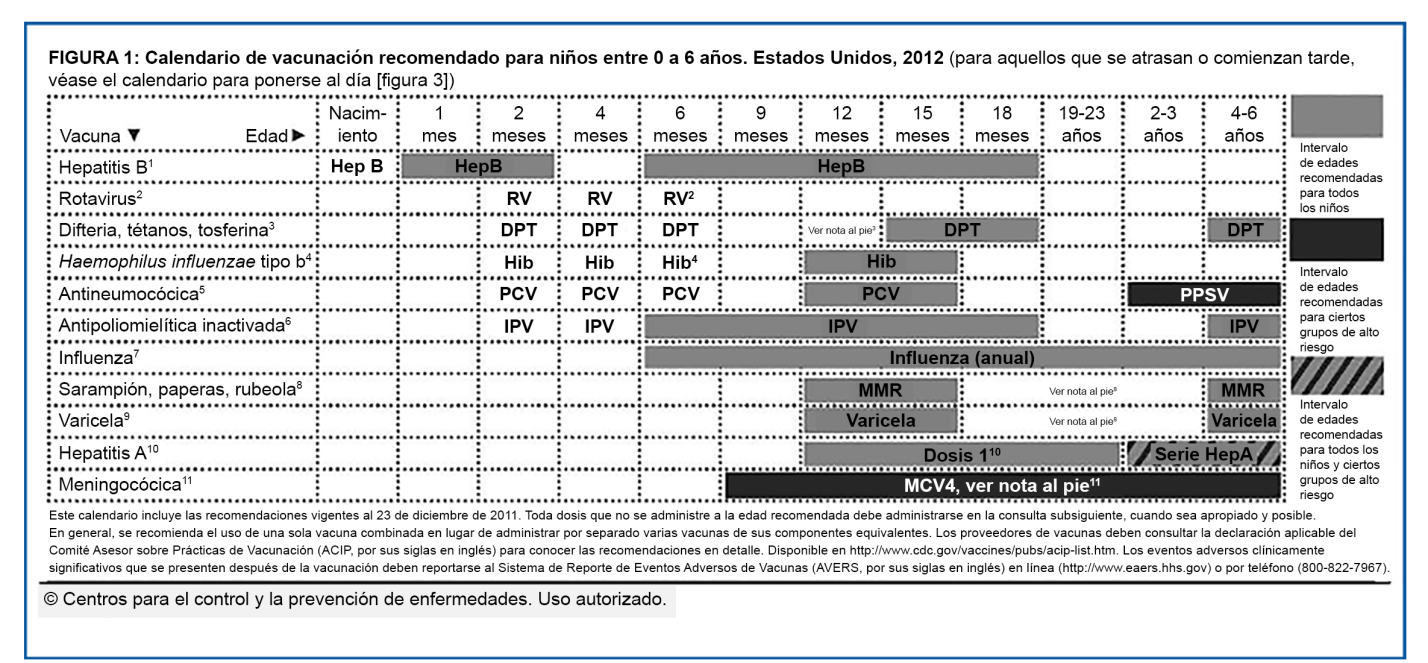 FIGURA 1: Calendario de vacunación recomendado para niños entre 0 a 6 años. Estados Unidos, 2012 (para aquellos que se atrasan o comienzan tarde,
véase el calendario para ponerse al día [figura 3])
Vacuna ▼ Edad ► Nacim-iento 1 mes 2 meses 4 meses 6 meses 9 meses 12 meses 15 meses 18 meses 19-23 años 2-3 años 4-6 años
Hepatitis B¹ Hep B HepB HepB
Rotavirus² RV RV RV²
Difteria, tétanos, tosferina³ DPT DPT DPT Ver nota al pie³ DPT DPT
Haemophilus influenzae tipo b⁴ Hib Hib Hib⁴ Hib
Antineumocócica⁵ PCV PCV PCV PCV PPSV
Antipoliomielítica inactivada⁶ IPV IPV IPV IPV
Influenza⁷ Influenza (anual)
Sarampión, paperas, rubeola⁸ MMR Ver nota al pie⁸ MMR
Varicela⁹ Varicela Ver nota al pie⁸ Varicela
Hepatitis A¹⁰ Dosis 1¹⁰ Serie HepA
Meningocócica¹¹ MCV4, ver nota al pie¹¹
Intervalo
de edades
recomendadas
para todos
los niños
Intervalo
de edades
recomendadas
para ciertos
grupos de alto
riesgo
Intervalo
de edades
recomendadas
para todos los
niños y ciertos
grupos de alto
riesgo
Este calendario incluye las recomendaciones vigentes al 23 de diciembre de 2011. Toda dosis que no se administre a la edad recomendada debe administrarse en la consulta subsiguiente, cuando sea apropiado y posible.
En general, se recomienda el uso de una sola vacuna combinada en lugar de administrar por separado varias vacunas de sus componentes equivalentes. Los proveedores de vacunas deben consultar la declaración aplicable del
Comité Asesor sobre Prácticas de Vacunación (ACIP, por sus siglas en inglés) para conocer las recomendaciones en detalle. Disponible en http://www.cdc.gov/vaccines/pubs/acip-list.htm. Los eventos adversos clínicamente
significativos que se presenten después de la vacunación deben reportarse al Sistema de Reporte de Eventos Adversos de Vacunas (AVERS, por sus siglas en inglés) en línea (http://www.eaers.hhs.gov) o por teléfono (800-822-7967).
© Centros para el control y la prevención de enfermedades. Uso autorizado.